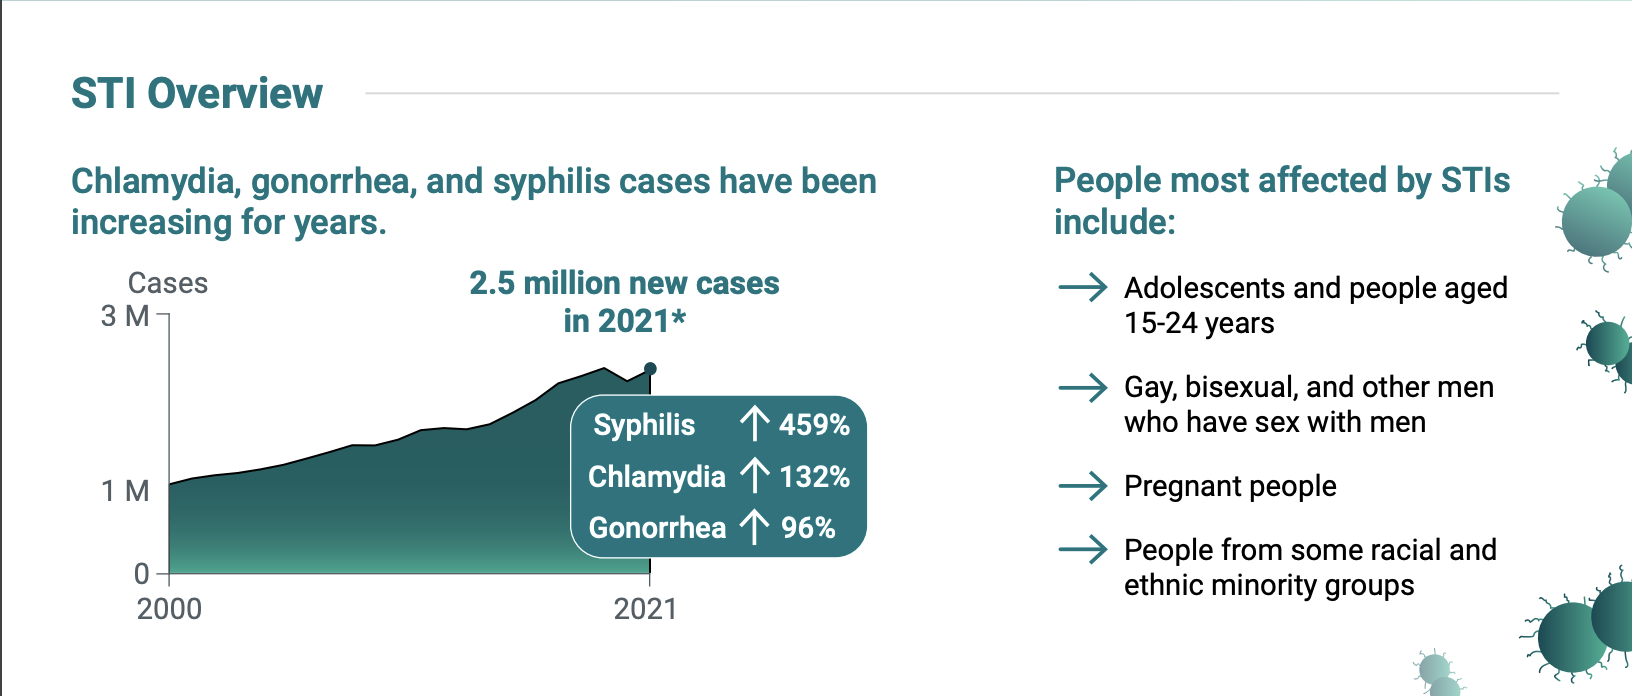 STI Overview
Chlamydia, gonorrhea, and syphilis cases have been
increasing for years.
Cases
3 M
1 M
0
2000
2021
2.5 million new cases
in 2021*
Syphilis ↑ 459%
Chlamydia ↑ 132%
Gonorrhea ↑ 96%
People most affected by STIs
include:
→ Adolescents and people aged
15-24 years
→ Gay, bisexual, and other men
who have sex with men
→ Pregnant people
→ People from some racial and
ethnic minority groups